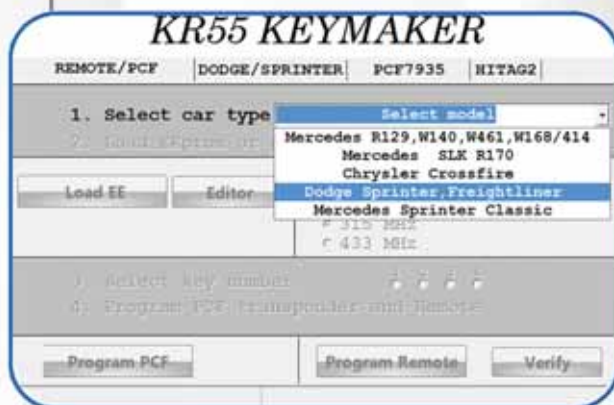 KR55 KEYMAKER
REMOTE/PCF DODGE/SPRINTER PCF7935 HITAG2
1. Select car type Select model
Mercedes R129,W140,W461,W168/414
Mercedes SLK R170
Chrysler Crossfire
Dodge Sprinter,Freightliner
Mercedes Sprinter Classic
Load EE Editor
315 MHz
433 MHz
3. Select key number
4. Program PCF transponder and Remote
Program PCF Program Remote Verify